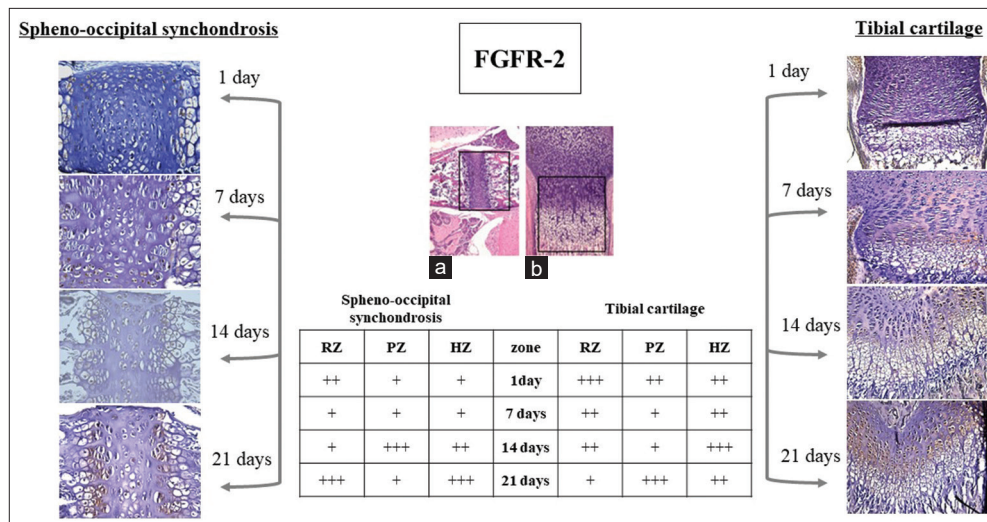 Spheno-occipital synchondrosis
FGFR-2
Tibial cartilage
1 day
7 days
14 days
21 days
1 day
7 days
14 days
21 days
a
b
Spheno-occipital
synchondrosis
Tibial cartilage
RZ PZ HZ zone RZ PZ HZ
++ + + 1day +++ ++ ++
+ + + 7 days ++ + ++
+ +++ ++ 14 days ++ + +++
+++ + +++ 21 days + +++ ++